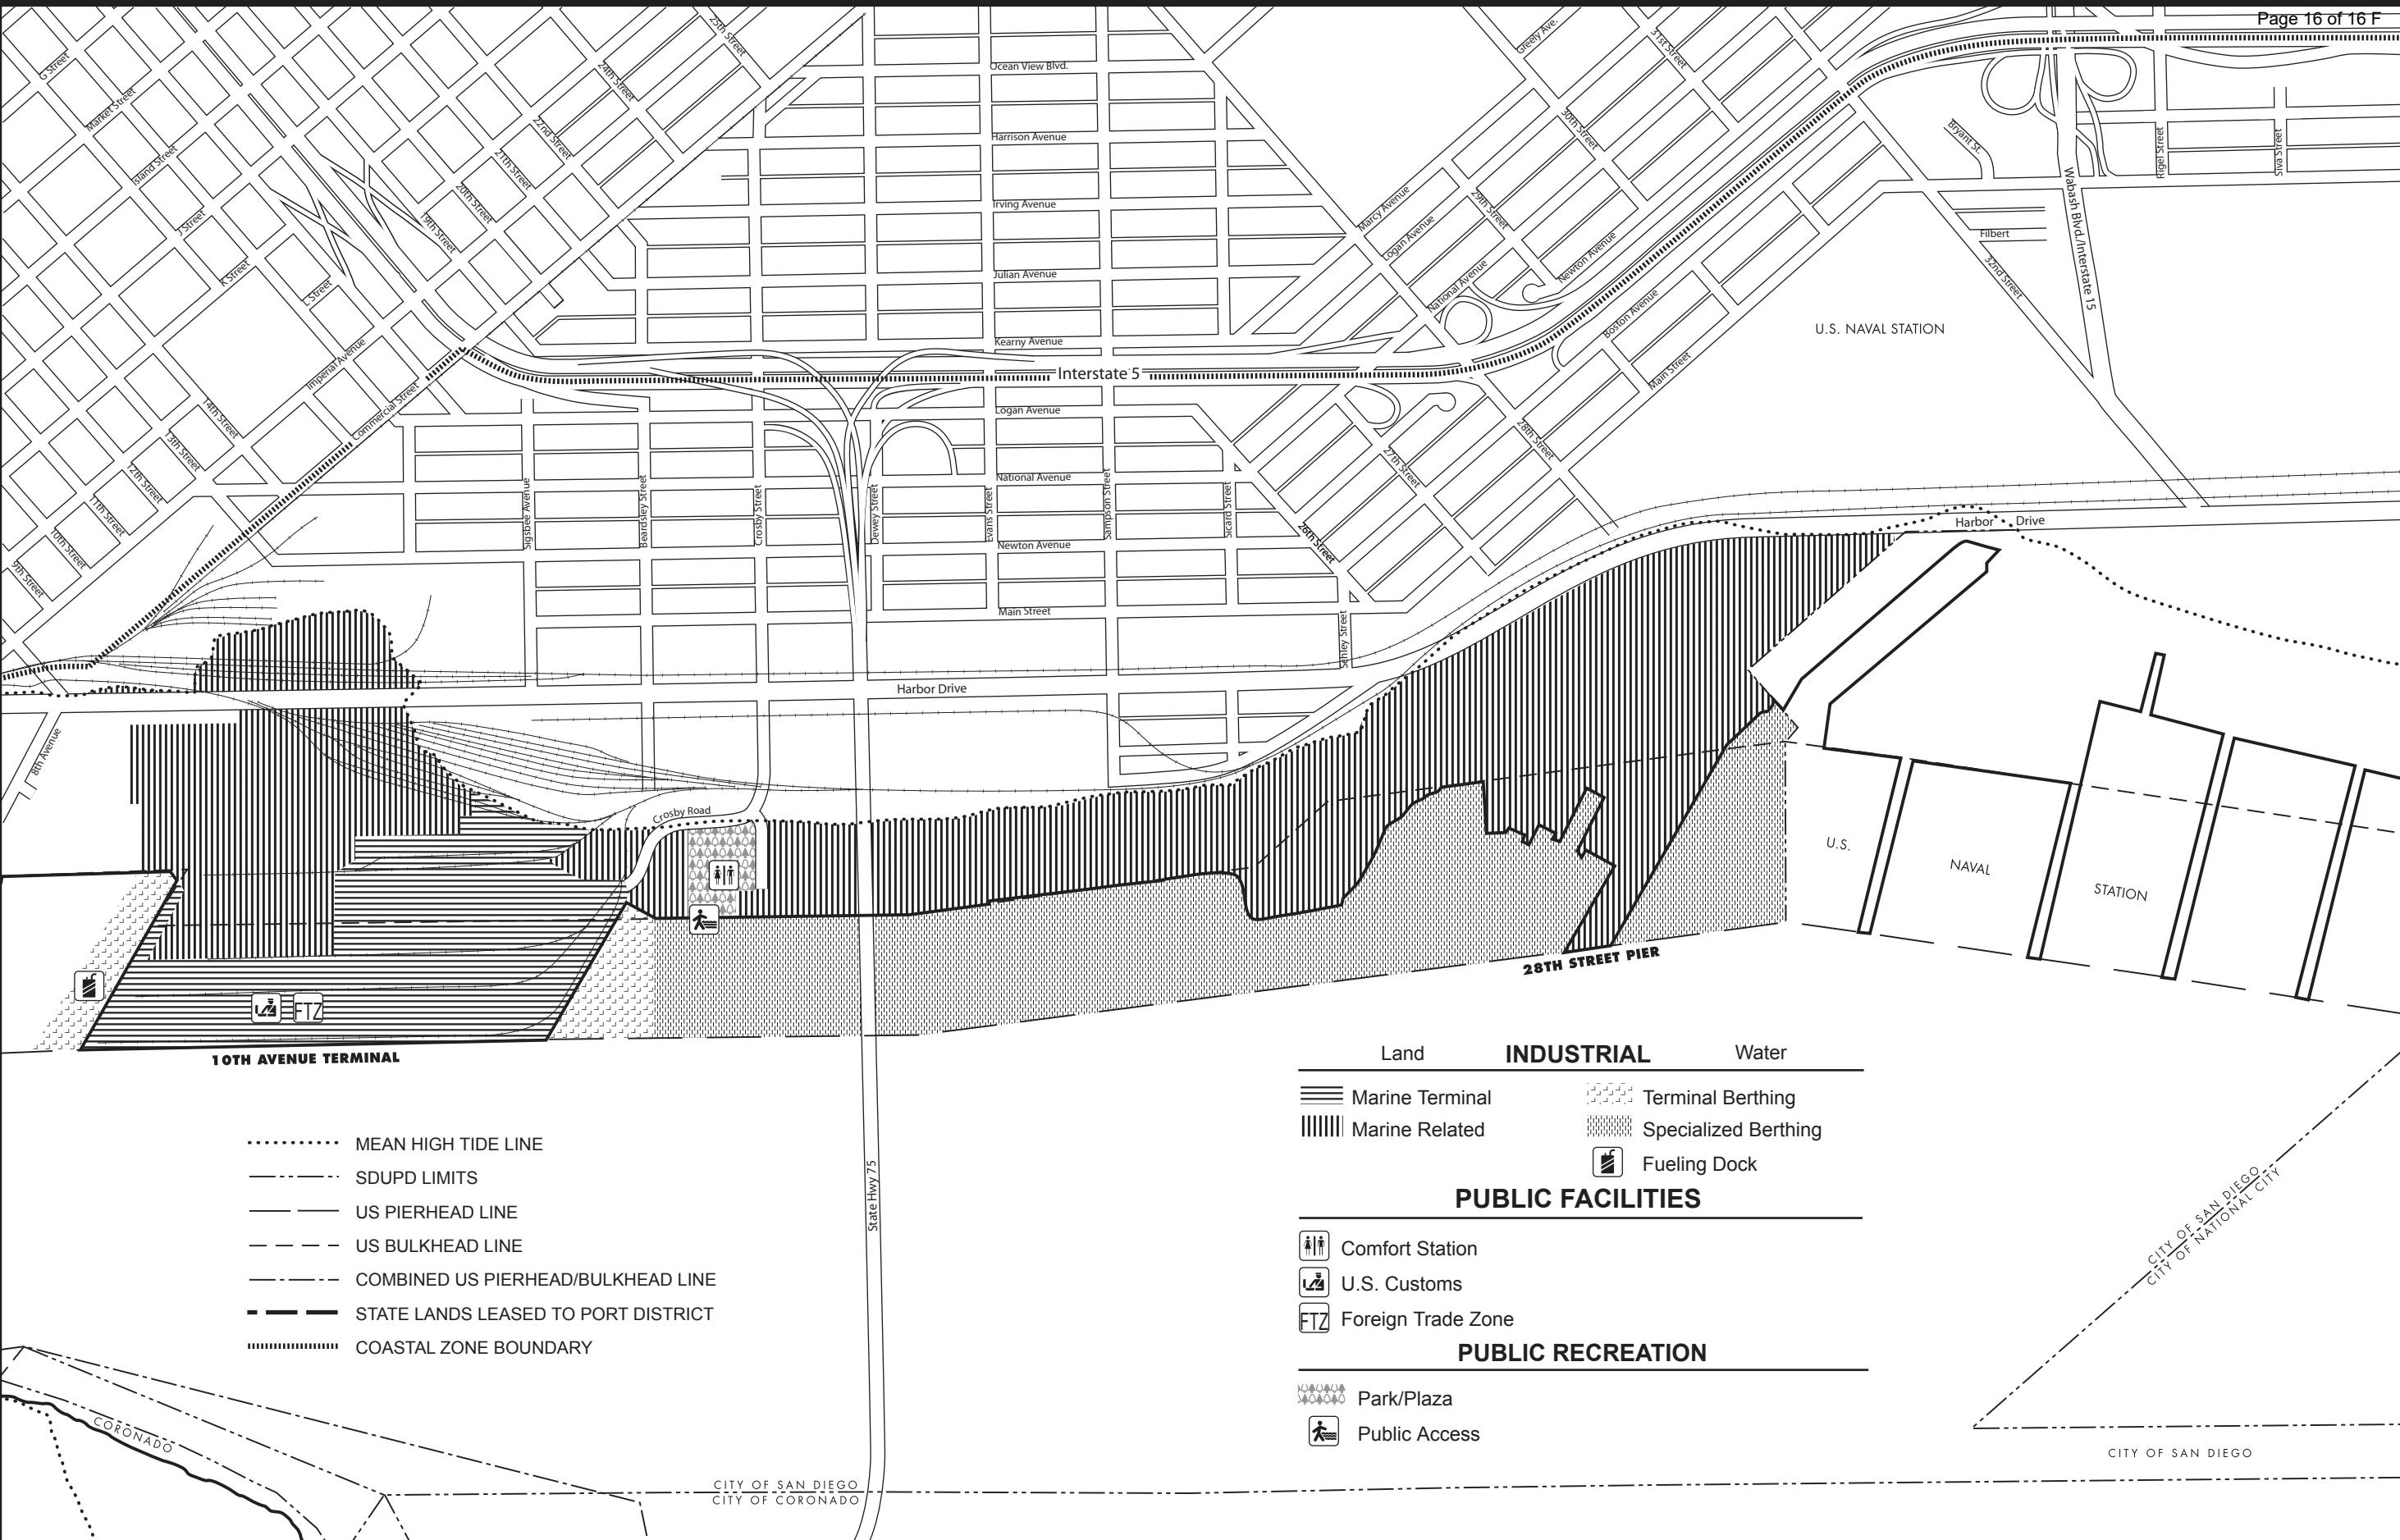 Page 16 of 16 F
G Street
Market Street
Island Street
J Street
K Street
L Street
Imperial Avenue
Commercial Street
25th Street
24th Street
22nd Street
21th Street
20th Street
19th Street
14th Street
13th Street
12th Street
11th Street
10th Street
9th Street
8th Avenue
Ocean View Blvd.
Harrison Avenue
Irving Avenue
Julian Avenue
Kearny Avenue
Interstate 5
Logan Avenue
National Avenue
Newton Avenue
Main Street
Harbor Drive
Sigsbee Avenue
Beardsley Street
Crosby Street
Dewey Street
Evans Street
Sampson Street
Sicard Street
26th Street
Schley Street
27th Street
28th Street
Greely Ave.
31st Street
30th Street
29th Street
Marcy Avenue
Logan Avenue
National Avenue
Newton Avenue
Boston Avenue
Main Street
Bryant St.
Rigel Street
Siva Street
Wabash Blvd./Interstate 15
Filbert
32nd Street
U.S. NAVAL STATION
Harbor Drive
Crosby Road
U.S.
NAVAL
STATION
28TH STREET PIER
FTZ
10TH AVENUE TERMINAL
State Hwy 75
MEAN HIGH TIDE LINE
SDUPD LIMITS
US PIERHEAD LINE
US BULKHEAD LINE
COMBINED US PIERHEAD/BULKHEAD LINE
STATE LANDS LEASED TO PORT DISTRICT
COASTAL ZONE BOUNDARY
Land INDUSTRIAL Water
Marine Terminal Terminal Berthing
Marine Related Specialized Berthing
Fueling Dock
PUBLIC FACILITIES
Comfort Station
U.S. Customs
FTZ Foreign Trade Zone
PUBLIC RECREATION
Park/Plaza
Public Access
CITY OF SAN DIEGO
CITY OF NATIONAL CITY
CORONADO
CITY OF SAN DIEGO
CITY OF CORONADO
CITY OF SAN DIEGO